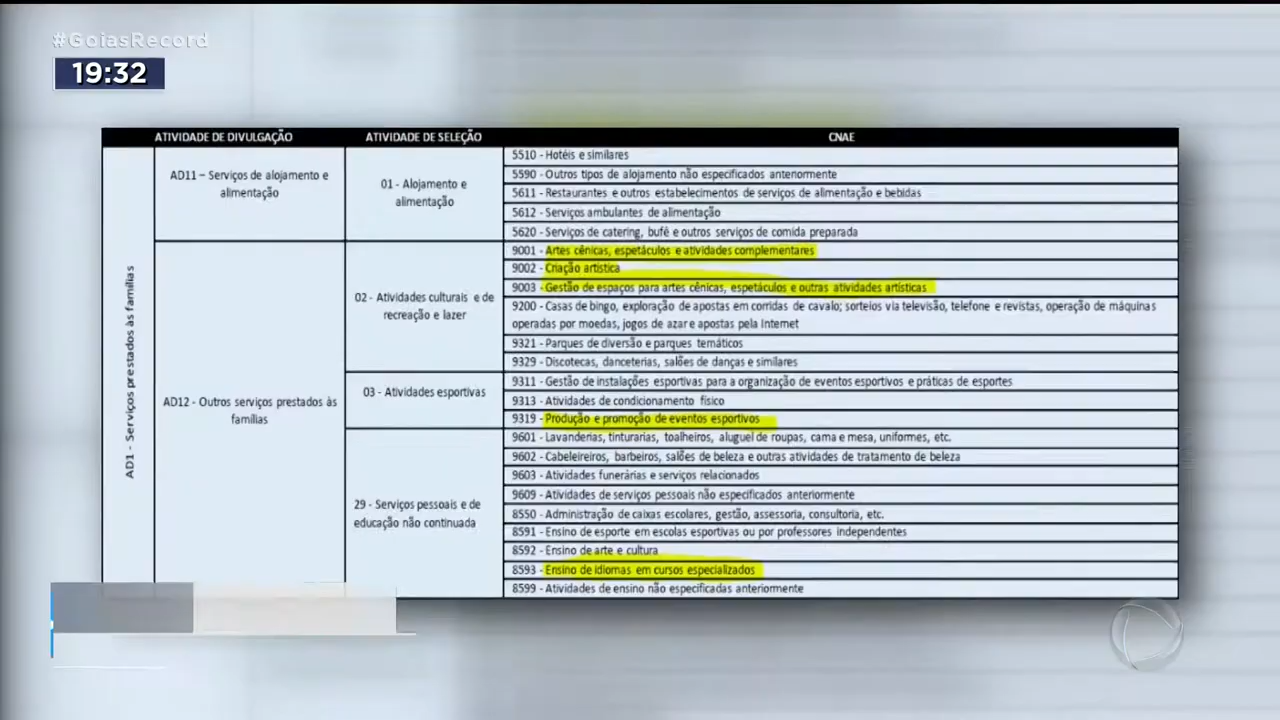 #GoiasRecord
19:32
ATIVIDADE DE DIVULGAÇÃO
ATIVIDADE DE SELEÇÃO
CNAE
AD1 - Serviços prestados às famílias
AD11 – Serviços de alojamento e
alimentação
01 - Alojamento e
alimentação
5510 - Hotéis e similares
5590 - Outros tipos de alojamento não especificados anteriormente
5611 - Restaurantes e outros estabelecimentos de serviços de alimentação e bebidas
5612 - Serviços ambulantes de alimentação
5620 - Serviços de catering, bufê e outros serviços de comida preparada
AD12 - Outros serviços prestados às
famílias
02 - Atividades culturais e de
recreação e lazer
9001 - Artes cênicas, espetáculos e atividades complementares
9002 - Criação artística
9003 - Gestão de espaços para artes cênicas, espetáculos e outras atividades artísticas
9200 - Casas de bingo, exploração de apostas em corridas de cavalo; sorteios via televisão, telefone e revistas, operação de máquinas
operadas por moedas, jogos de azar e apostas pela Internet
9321 - Parques de diversão e parques temáticos
9329 - Discotecas, danceterias, salões de danças e similares
03 - Atividades esportivas
9311 - Gestão de instalações esportivas para a organização de eventos esportivos e práticas de esportes
9313 - Atividades de condicionamento físico
9319 - Produção e promoção de eventos esportivos
29 - Serviços pessoais e de
educação não continuada
9601 - Lavanderias, tinturarias, toalheiros, aluguel de roupas, cama e mesa, uniformes, etc.
9602 - Cabeleireiros, barbeiros, salões de beleza e outras atividades de tratamento de beleza
9603 - Atividades funerárias e serviços relacionados
9609 - Atividades de serviços pessoais não especificados anteriormente
8550 - Administração de caixas escolares, gestão, assessoria, consultoria, etc.
8591 - Ensino de esporte em escolas esportivas ou por professores independentes
8592 - Ensino de arte e cultura
8593 - Ensino de idiomas em cursos especializados
8599 - Atividades de ensino não especificadas anteriormente